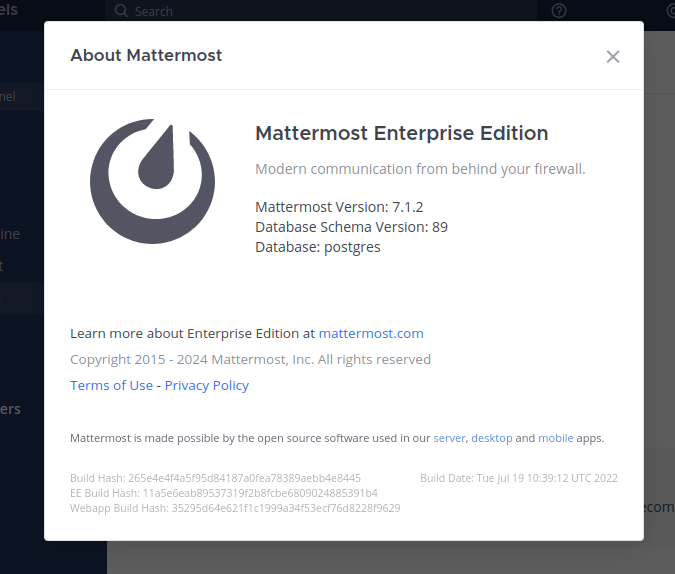 els
Search
About Mattermost
nel
Mattermost Enterprise Edition
Modern communication from behind your firewall.
Mattermost Version: 7.1.2
Database Schema Version: 89
Database: postgres
ine
t
Learn more about Enterprise Edition at mattermost.com
Copyright 2015 - 2024 Mattermost, Inc. All rights reserved
Terms of Use - Privacy Policy
ers
Mattermost is made possible by the open source software used in our server, desktop and mobile apps.
Build Hash: 265e4e4f4a5f95d84187a0fea78389aebb4e8445
Build Date: Tue Jul 19 10:39:12 UTC 2022
EE Build Hash: 11a5e6eab89537319f2b8fcbe6809024885391b4
Webapp Build Hash: 35295d64e621f1c1999a34f53ecf76d8228f9629
ecom